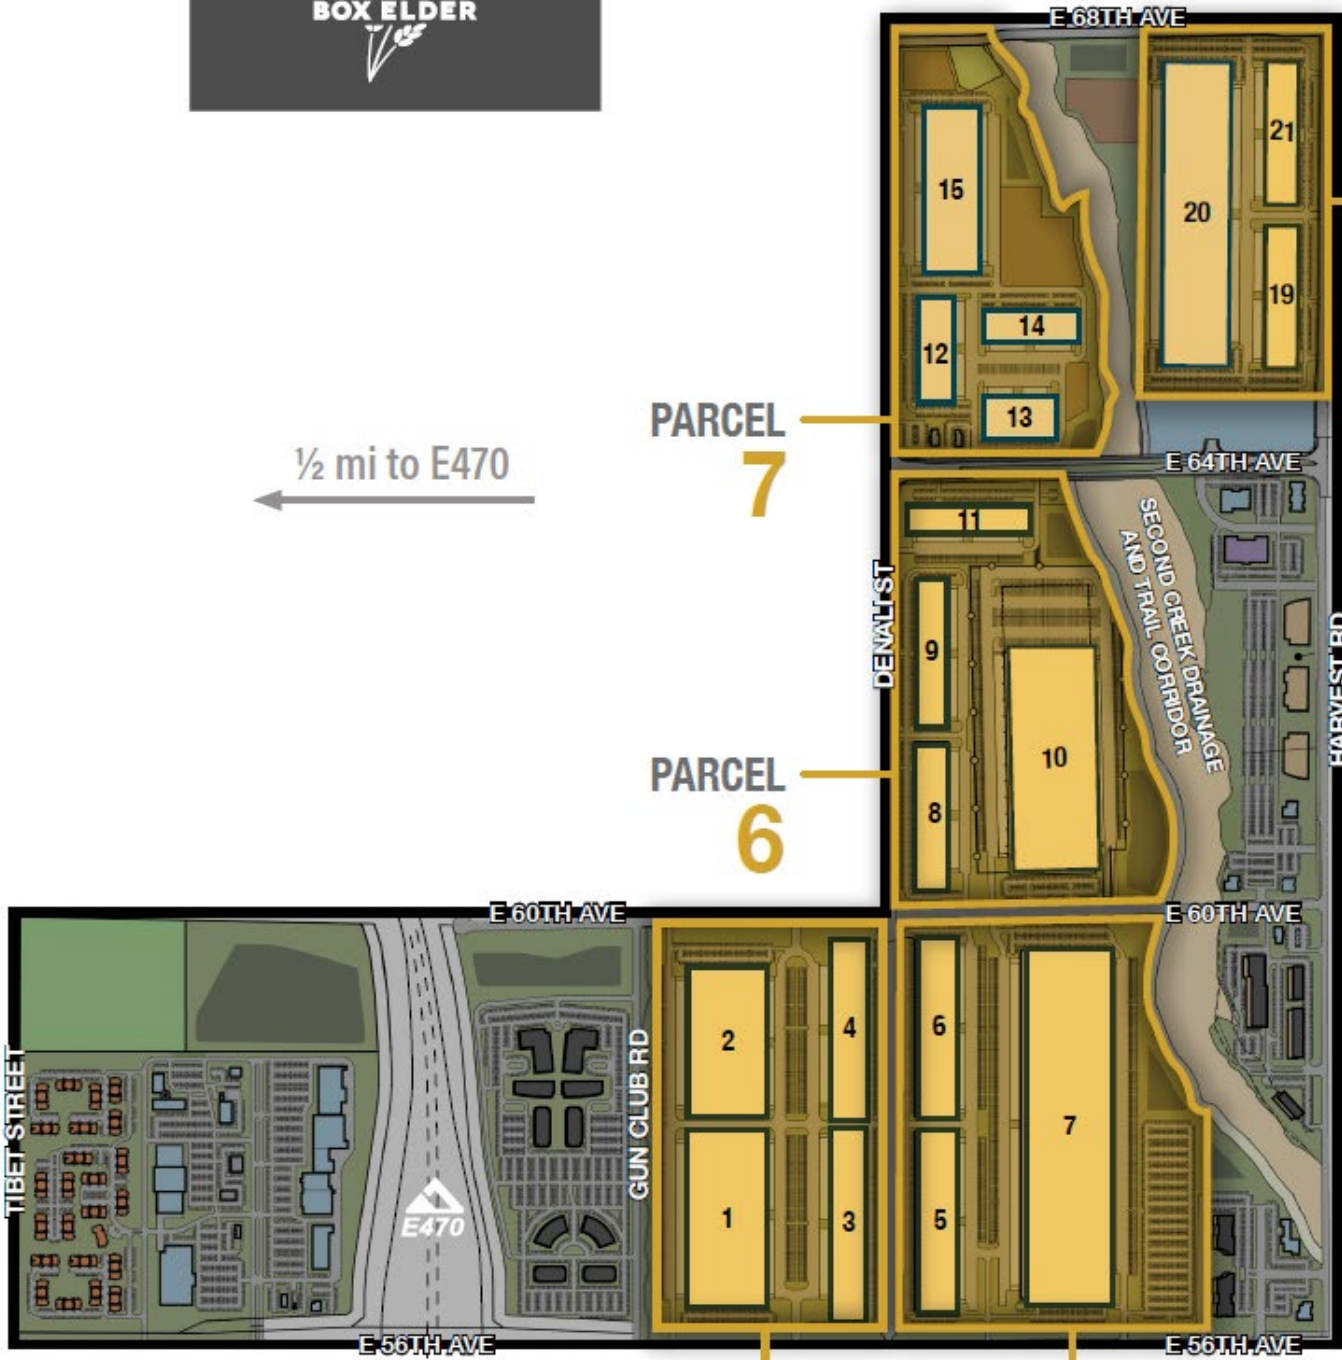 BOX ELDER
E 68TH AVE
21
15
20
19
14
12
13
PARCEL
7
½ mi to E470
E 64TH AVE
11
SECOND CREEK DRAINAGE
AND TRAIL CORRIDOR
DENALI ST
HARVEST RD
9
10
PARCEL
6
8
E 60TH AVE
E 60TH AVE
2
4
6
GUN CLUB RD
TIBET STREET
7
E470
1
3
5
E 56TH AVE
E 56TH AVE